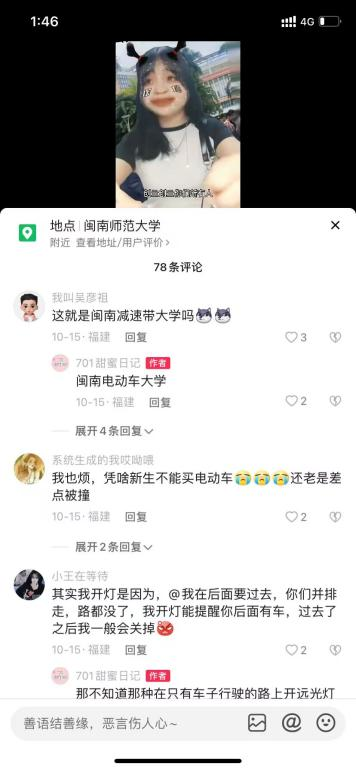 1:46
4G
地点 | 闽南师范大学
附近 查看地址/用户评价>
78条评论
我叫吴彦祖
这就是闽南减速带大学吗
10-15·福建 回复
3
701甜蜜日记 作者
闽南电动车大学
10-15·福建 回复
2
展开4条回复
系统生成的我哎呦喂
我也烦，凭啥新生不能买电动车还老是差
点被撞
10-15·福建 回复
2
展开2条回复
小王在等待
其实我开灯是因为，@我在后面要过去，你们并排
走，路都没了，我开灯能提醒你后面有车，过去了
之后我一般会关掉
10-15·福建 回复
2
701甜蜜日记 作者
那不知道那种在只有车子行驶的路上开远光灯
善语结善缘，恶言伤人心~